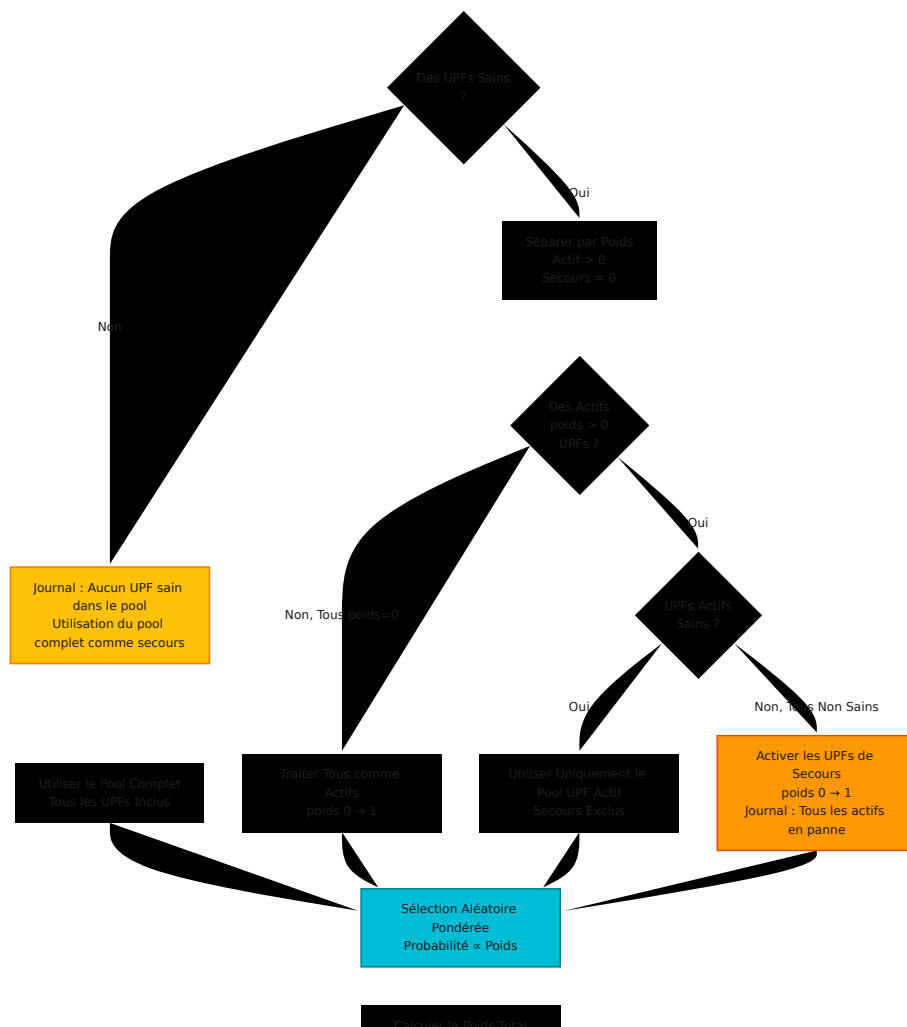 Des UPFs Sains
?
Oui
Séparer par Poids
Actif > 0
Secours = 0
Non
Des Actifs
poids > 0
UPFs ?
Oui
Non, Tous poids=0
UPFs Actifs
Sains ?
Journal : Aucun UPF sain
dans le pool
Utilisation du pool
complet comme secours
Oui
Non, Tous Non Sains
Utiliser le Pool Complet
Tous les UPFs Inclus
Traiter Tous comme
Actifs
poids 0 → 1
Utiliser Uniquement le
Pool UPF Actif
Secours Exclus
Activer les UPFs de
Secours
poids 0 → 1
Journal : Tous les actifs
en panne
Sélection Aléatoire
Pondérée
Probabilité ∝ Poids
Calculer le Poids Total